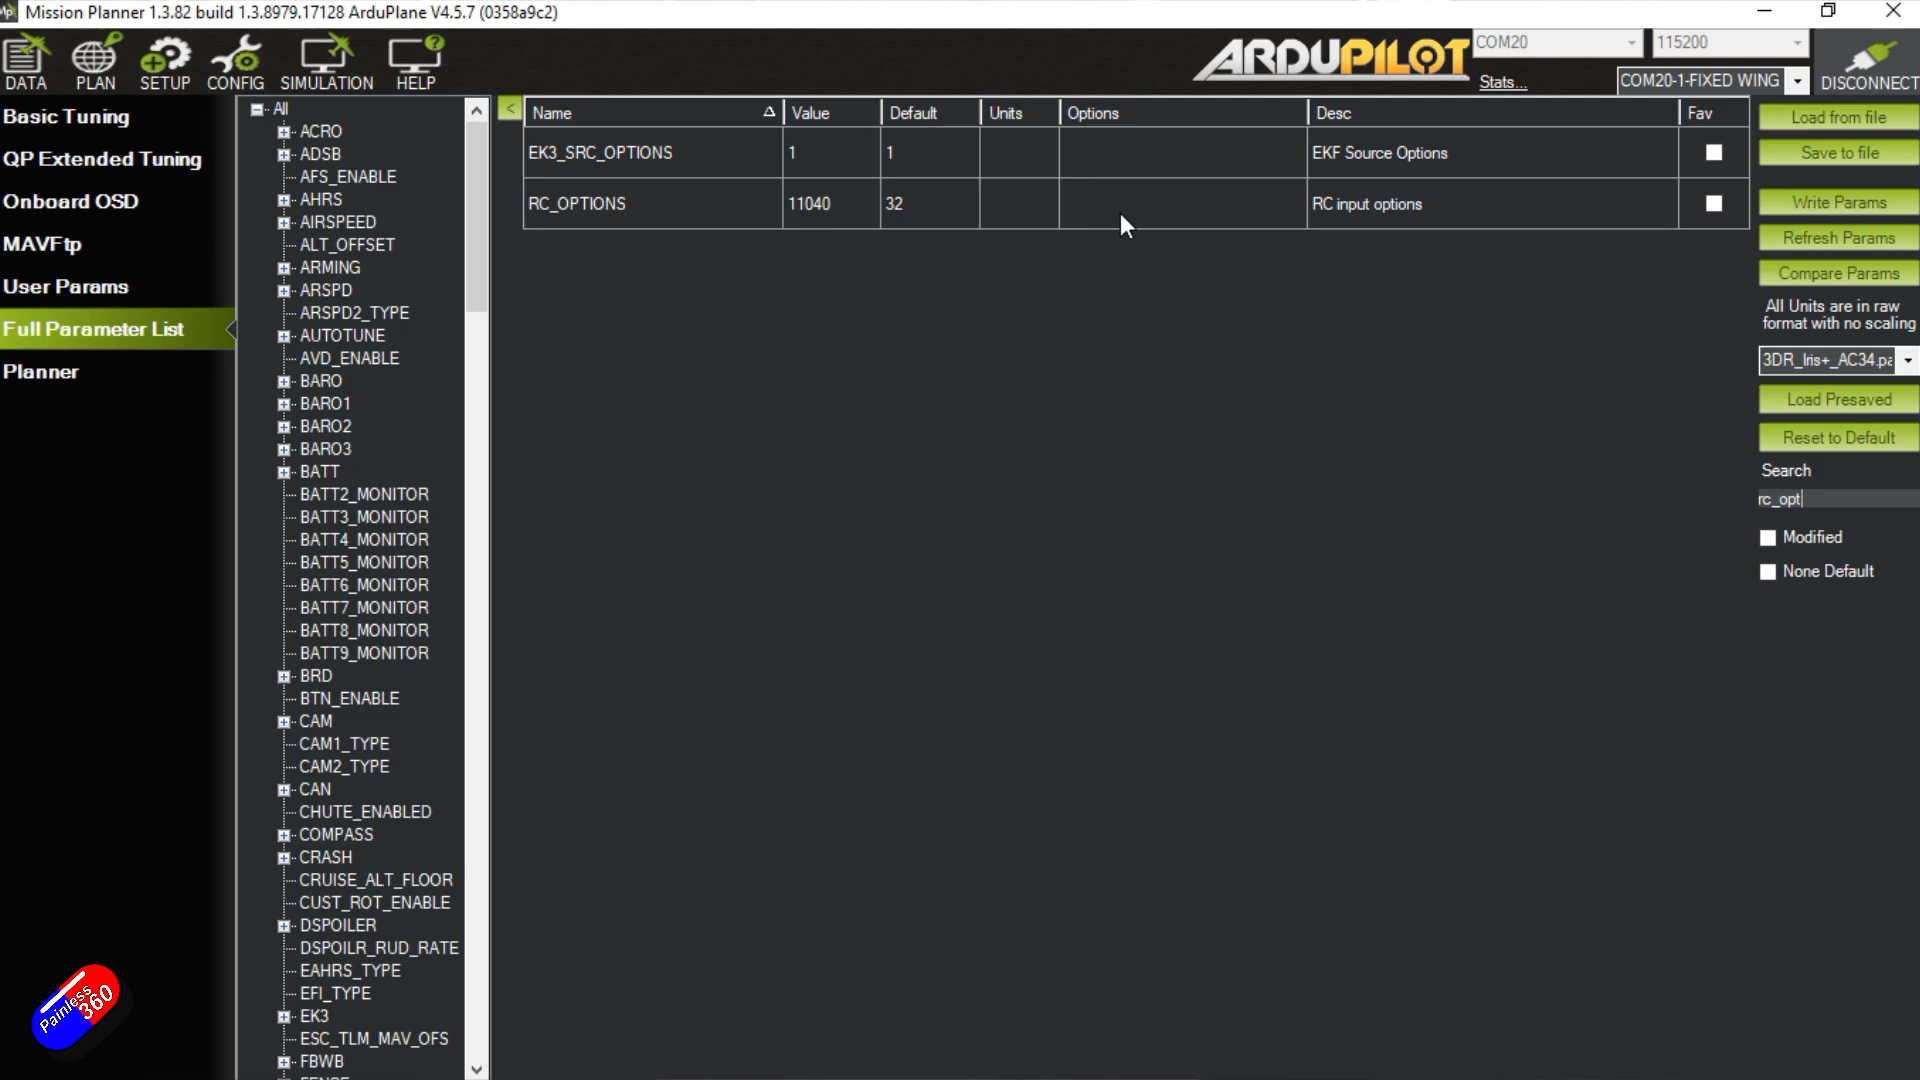 Mission Planner 1.3.82 build 1.3.8979.17128 ArduPlane V4.5.7 (0358a9c2)
DATA
PLAN
SETUP
CONFIG
SIMULATION
HELP
ARDUPILOT
COM20
115200
Stats...
COM20-1-FIXED WING
DISCONNECT
Basic Tuning
QP Extended Tuning
Onboard OSD
MAVFtp
User Params
Full Parameter List
Planner
All
ACRO
ADSB
AFS_ENABLE
AHRS
AIRSPEED
ALT_OFFSET
ARMING
ARSPD
ARSPD2_TYPE
AUTOTUNE
AVD_ENABLE
BARO
BARO1
BARO2
BARO3
BATT
BATT2_MONITOR
BATT3_MONITOR
BATT4_MONITOR
BATT5_MONITOR
BATT6_MONITOR
BATT7_MONITOR
BATT8_MONITOR
BATT9_MONITOR
BRD
BTN_ENABLE
CAM
CAM1_TYPE
CAM2_TYPE
CAN
CHUTE_ENABLED
COMPASS
CRASH
CRUISE_ALT_FLOOR
CUST_ROT_ENABLE
DSPOILER
DSPOILR_RUD_RATE
EAHRS_TYPE
EFI_TYPE
EK3
ESC_TLM_MAV_OFS
FBWB
<
Name Value Default Units Options Desc Fav
EK3_SRC_OPTIONS 1 1 EKF Source Options
RC_OPTIONS 11040 32 RC input options
Load from file
Save to file
Write Params
Refresh Params
Compare Params
All Units are in raw
format with no scaling
3DR_Iris+_AC34.pa
Load Presaved
Reset to Default
Search
rc_opt
Modified
None Default
Painless
360